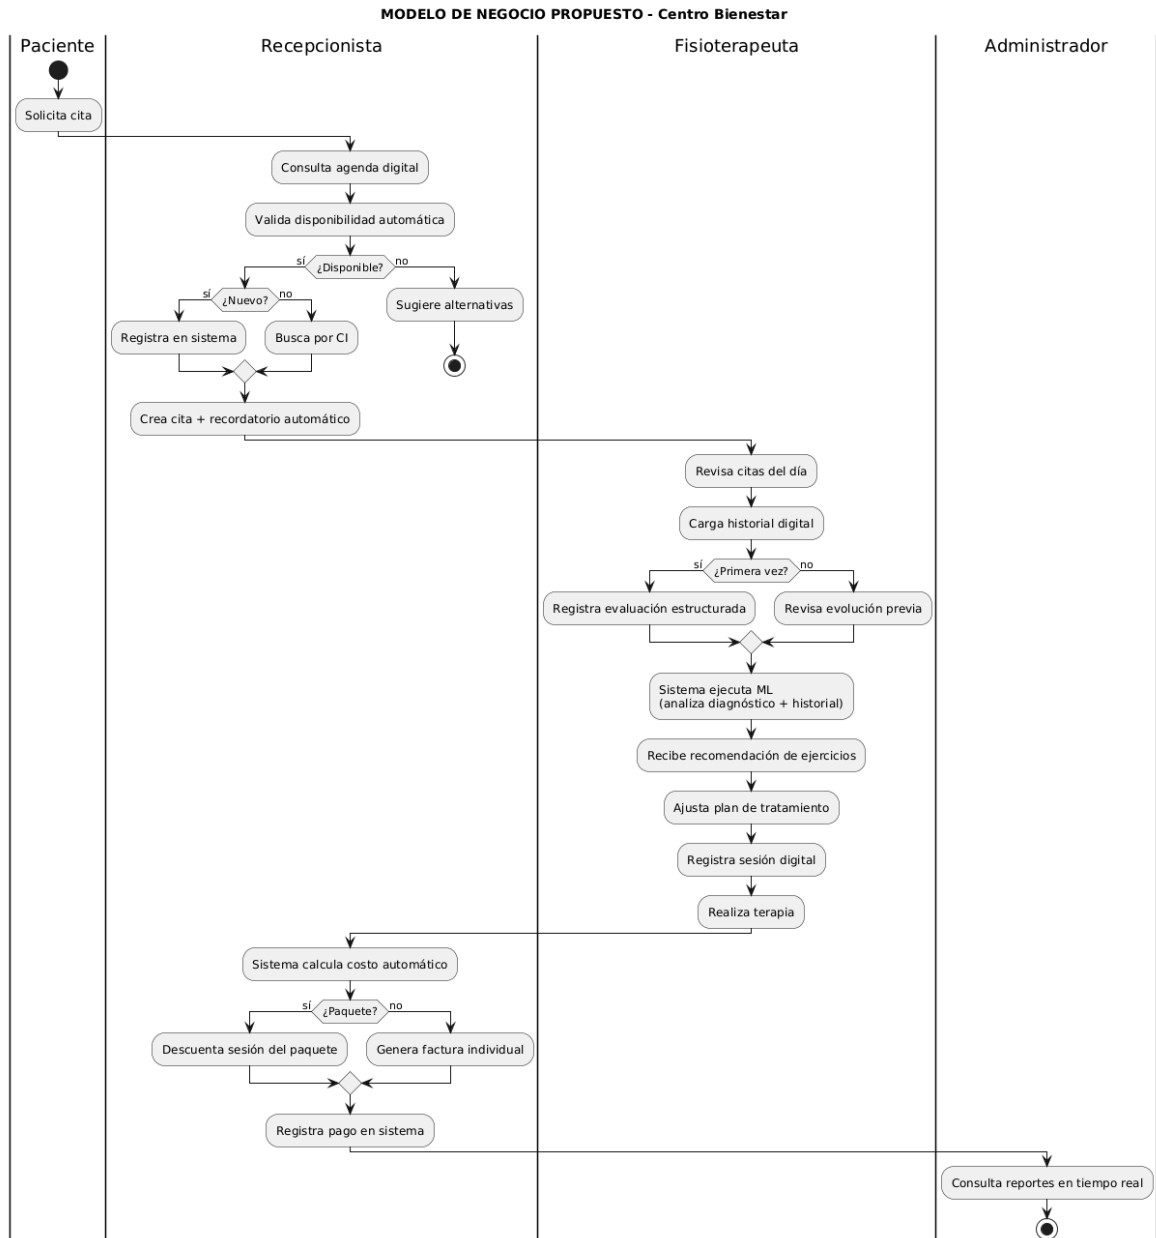 MODELO DE NEGOCIO PROPUESTO - Centro Bienestar
Paciente
Recepcionista
Fisioterapeuta
Administrador
Solicita cita
Consulta agenda digital
Valida disponibilidad automática
sí
¿Disponible?
no
sí
¿Nuevo?
no
Sugiere alternativas
Registra en sistema
Busca por CI
Crea cita + recordatorio automático
Revisa citas del día
Carga historial digital
sí
¿Primera vez?
no
Registra evaluación estructurada
Revisa evolución previa
Sistema ejecuta ML
(analiza diagnóstico + historial)
Recibe recomendación de ejercicios
Ajusta plan de tratamiento
Registra sesión digital
Realiza terapia
Sistema calcula costo automático
sí
¿Paquete?
no
Descuenta sesión del paquete
Genera factura individual
Registra pago en sistema
Consulta reportes en tiempo real